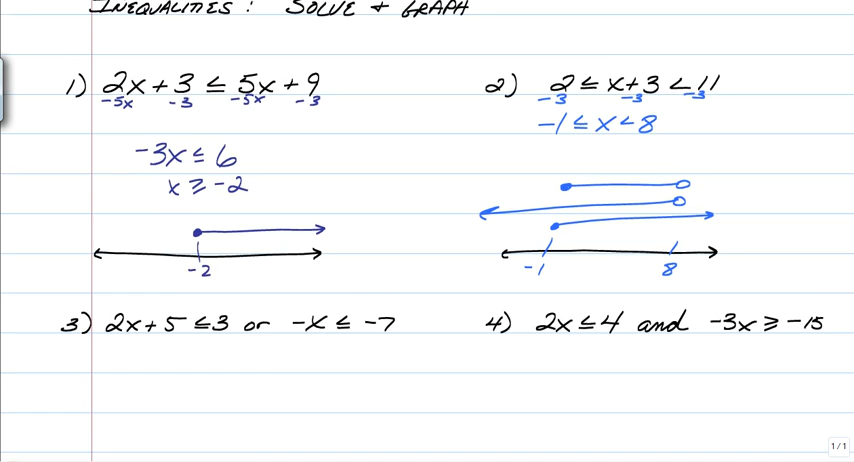 INEQUALITIES : SOLVE + GRAPH
1) 2x + 3 ≤ 5x + 9
-5x -3 -5x -3
-3x ≤ 6
x ≥ -2
-2
2) 2 ≤ x+3 < 11
-3 -3 -3
-1 ≤ x < 8
-1 8
3) 2x + 5 ≤ 3 or -x ≤ -7
4) 2x ≤ 4 and -3x ≥ -15
1/1